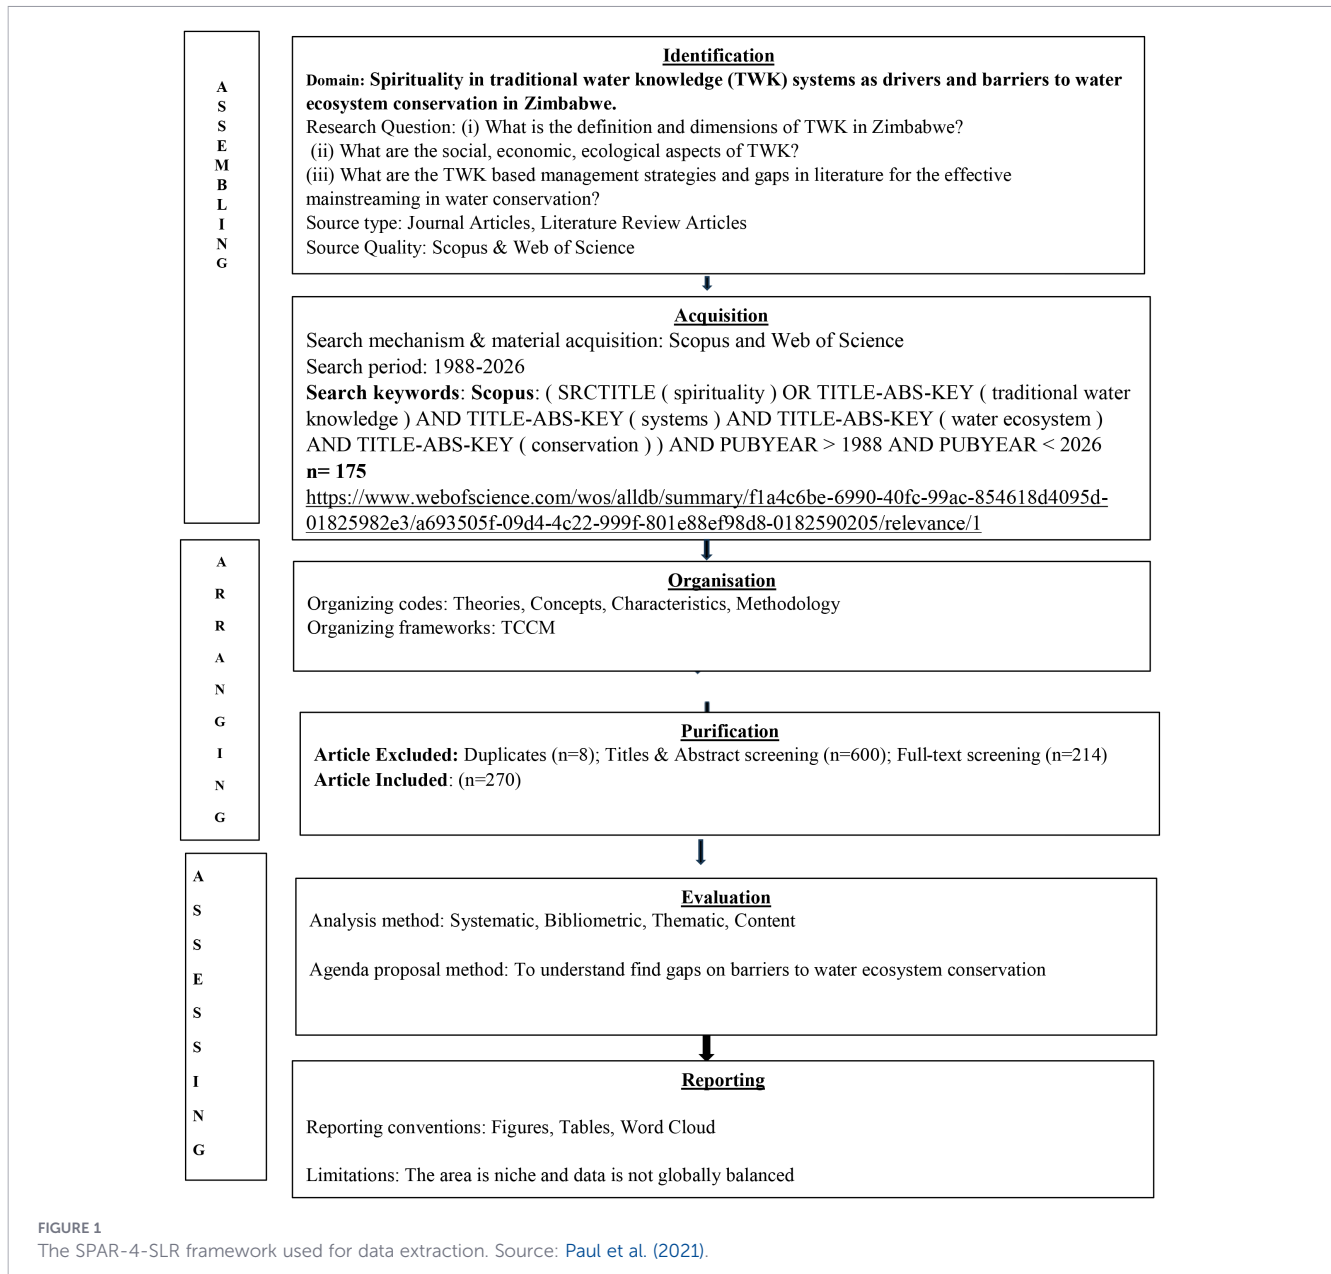 ASSEMBLING
Identification
Domain: Spirituality in traditional water knowledge (TWK) systems as drivers and barriers to water
ecosystem conservation in Zimbabwe.
Research Question: (i) What is the definition and dimensions of TWK in Zimbabwe?
(ii) What are the social, economic, ecological aspects of TWK?
(iii) What are the TWK based management strategies and gaps in literature for the effective
mainstreaming in water conservation?
Source type: Journal Articles, Literature Review Articles
Source Quality: Scopus & Web of Science
Acquisition
Search mechanism & material acquisition: Scopus and Web of Science
Search period: 1988-2026
Search keywords: Scopus: ( SRCTITLE ( spirituality ) OR TITLE-ABS-KEY ( traditional water
knowledge ) AND TITLE-ABS-KEY ( systems ) AND TITLE-ABS-KEY ( water ecosystem )
AND TITLE-ABS-KEY ( conservation ) ) AND PUBYEAR > 1988 AND PUBYEAR < 2026
n= 175
https://www.webofscience.com/wos/alldb/summary/f1a4c6be-6990-40fc-99ac-854618d4095d-
01825982e3/a693505f-09d4-4c22-999f-801e88ef98d8-0182590205/relevance/1
ARRANGING
Organisation
Organizing codes: Theories, Concepts, Characteristics, Methodology
Organizing frameworks: TCCM
Purification
Article Excluded: Duplicates (n=8); Titles & Abstract screening (n=600); Full-text screening (n=214)
Article Included: (n=270)
ASSESSING
Evaluation
Analysis method: Systematic, Bibliometric, Thematic, Content
Agenda proposal method: To understand find gaps on barriers to water ecosystem conservation
Reporting
Reporting conventions: Figures, Tables, Word Cloud
Limitations: The area is niche and data is not globally balanced
FIGURE 1
The SPAR-4-SLR framework used for data extraction. Source: Paul et al. (2021).